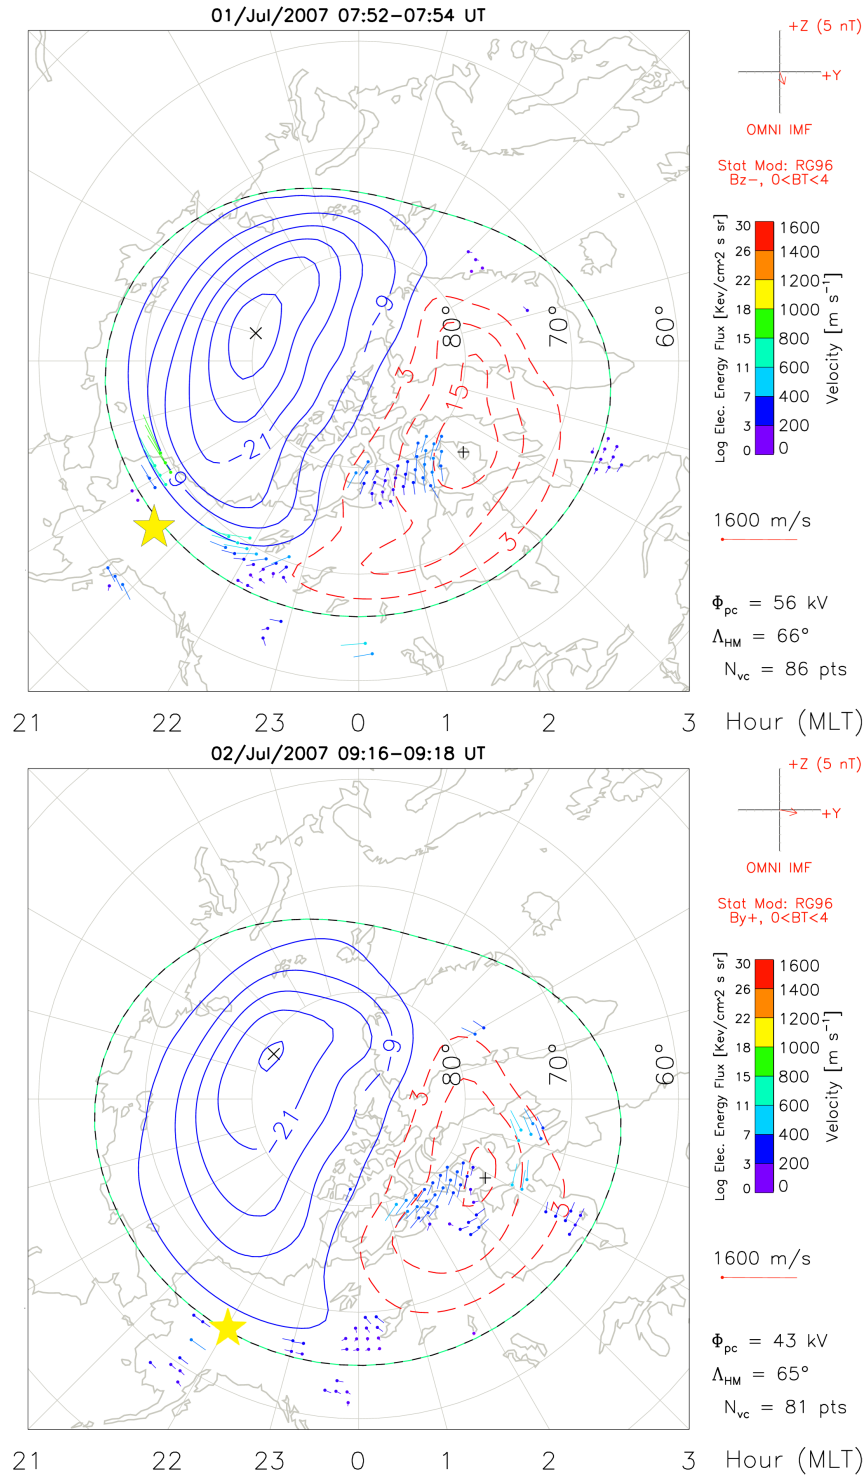 01/Jul/2007 07:52-07:54 UT
+Z (5 nT)
+Y
OMNI IMF
Stat Mod: RG96
Bz-, 0<BT<4
Log Elec. Energy Flux [Kev/cm^2 s sr]
30 1600
26 1400
22 1200
18 1000
15 800
11 600
7 400
3 200
0 0
Velocity [m s⁻¹]
60°
70°
80°
-9
3
15
-21
-9
3
1600 m/s
Φpc = 56 kV
ΛHM = 66°
Nvc = 86 pts
21 22 23 0 1 2 3 Hour (MLT)
02/Jul/2007 09:16-09:18 UT
+Z (5 nT)
+Y
OMNI IMF
Stat Mod: RG96
By+, 0<BT<4
Log Elec. Energy Flux [Kev/cm^2 s sr]
30 1600
26 1400
22 1200
18 1000
15 800
11 600
7 400
3 200
0 0
Velocity [m s⁻¹]
60°
70°
80°
-9
3
-21
3
1600 m/s
Φpc = 43 kV
ΛHM = 65°
Nvc = 81 pts
21 22 23 0 1 2 3 Hour (MLT)